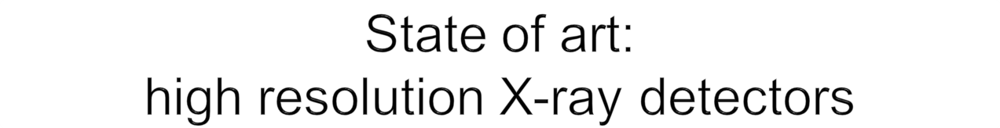 State of art:
high resolution X-ray detectors